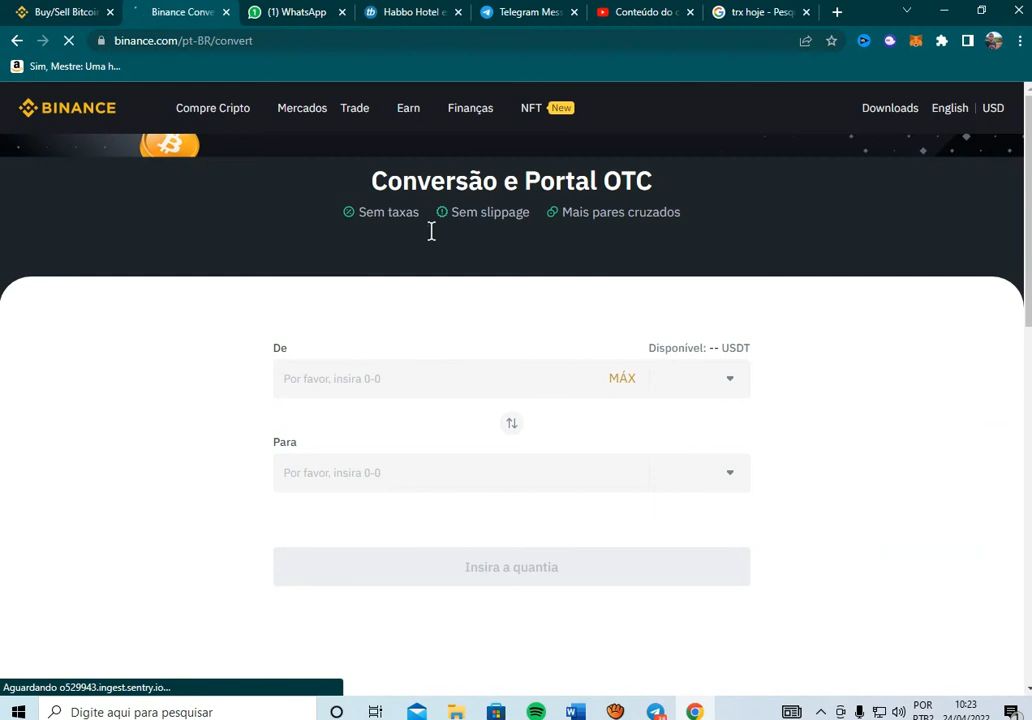 Buy/Sell Bitcoi
Binance Conve
(1) WhatsApp
Habbo Hotel e
Telegram Mess
Conteúdo do c
trx hoje - Pesqu
binance.com/pt-BR/convert
Sim, Mestre: Uma h...
BINANCE
Compre Cripto
Mercados
Trade
Earn
Finanças
NFT New
Downloads
English | USD
Conversão e Portal OTC
Sem taxas
Sem slippage
Mais pares cruzados
De
Disponível: -- USDT
Por favor, insira 0-0
MÁX
Para
Por favor, insira 0-0
Insira a quantia
Aguardando o529943.ingest.sentry.io...
Digite aqui para pesquisar
POR
PTB2
10:23
24/04/2022